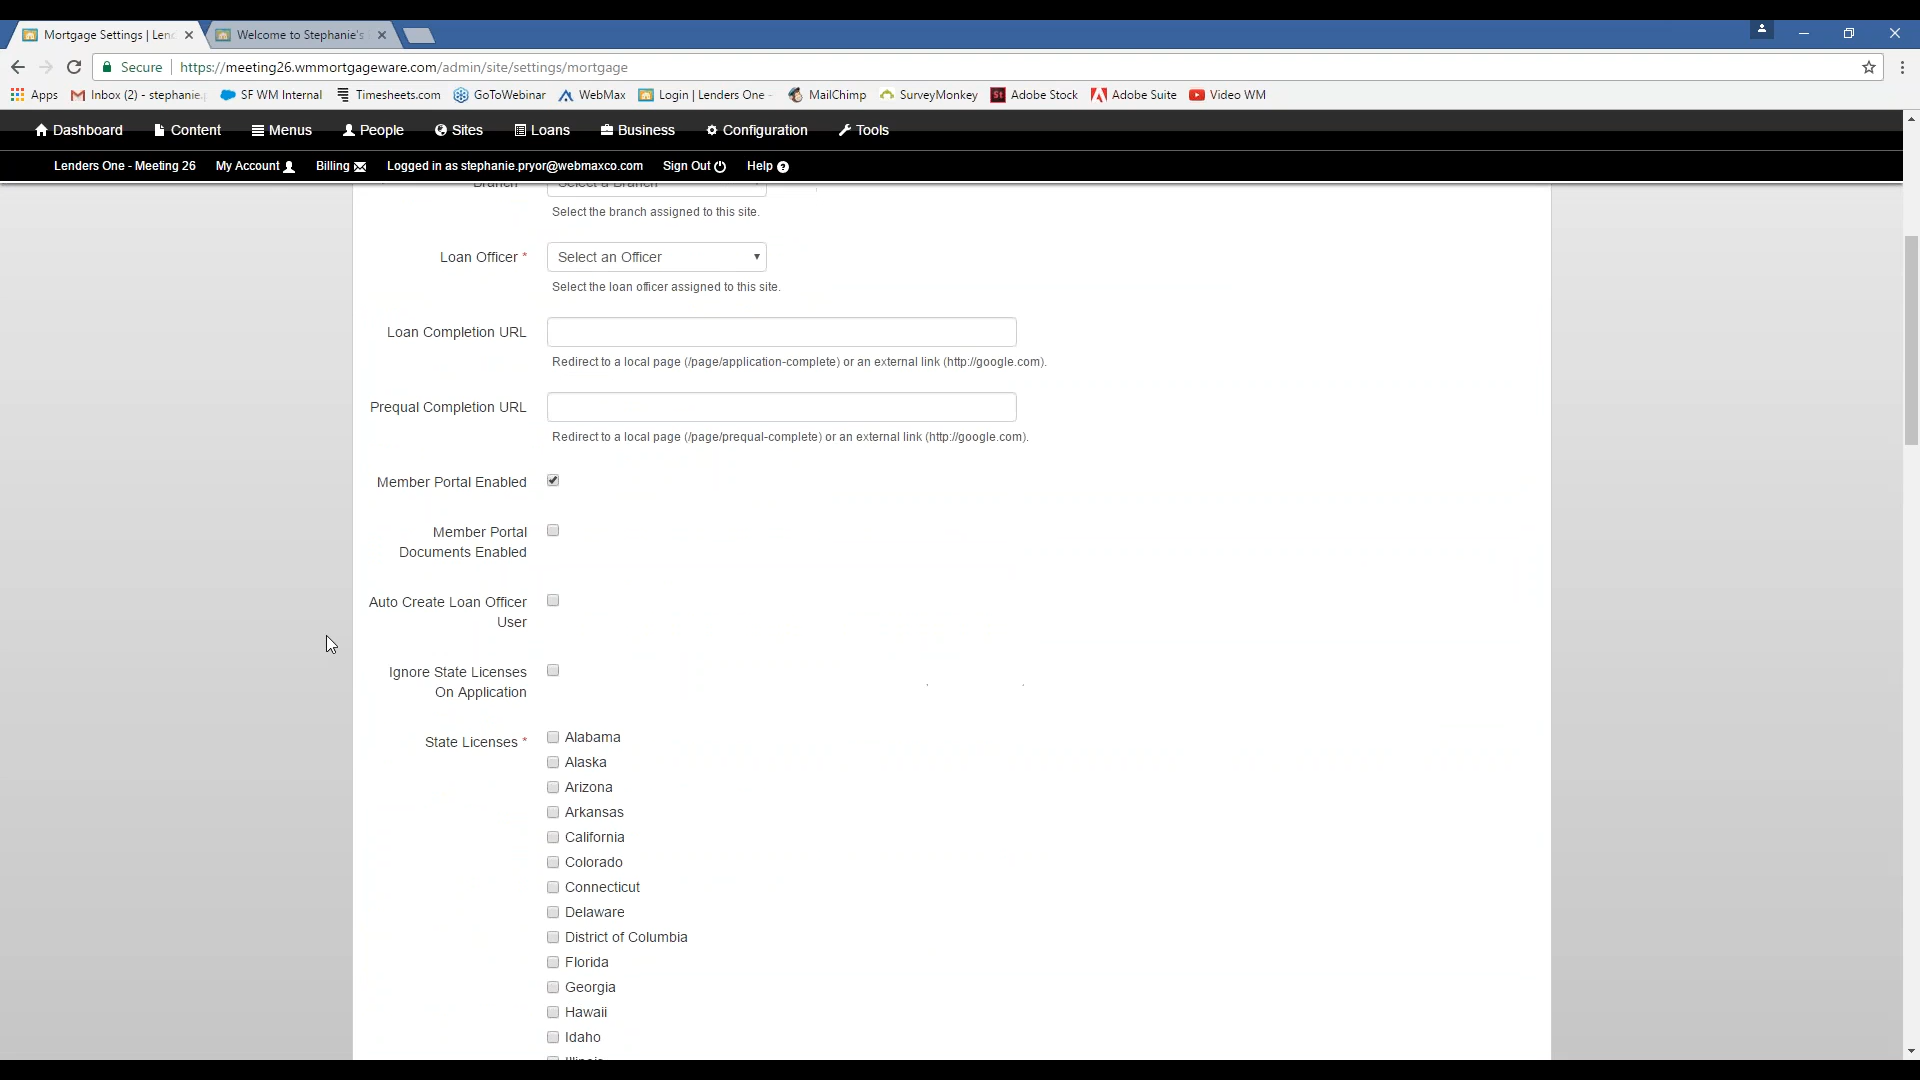 Mortgage Settings | Len
Welcome to Stephanie's
Secure | https://meeting26.wmmortgageware.com/admin/site/settings/mortgage
Apps Inbox (2) - stephanie. SF WM Internal Timesheets.com GoToWebinar WebMax Login | Lenders One - MailChimp SurveyMonkey Adobe Stock Adobe Suite Video WM
Dashboard Content Menus People Sites Loans Business Configuration Tools
Lenders One - Meeting 26 My Account Billing Logged in as stephanie.pryor@webmaxco.com Sign Out Help
Branch Select a Branch
Select the branch assigned to this site.
Loan Officer * Select an Officer
Select the loan officer assigned to this site.
Loan Completion URL
Redirect to a local page (/page/application-complete) or an external link (http://google.com).
Prequal Completion URL
Redirect to a local page (/page/prequal-complete) or an external link (http://google.com).
Member Portal Enabled
Member Portal
Documents Enabled
Auto Create Loan Officer
User
Ignore State Licenses
On Application
State Licenses * Alabama
Alaska
Arizona
Arkansas
California
Colorado
Connecticut
Delaware
District of Columbia
Florida
Georgia
Hawaii
Idaho